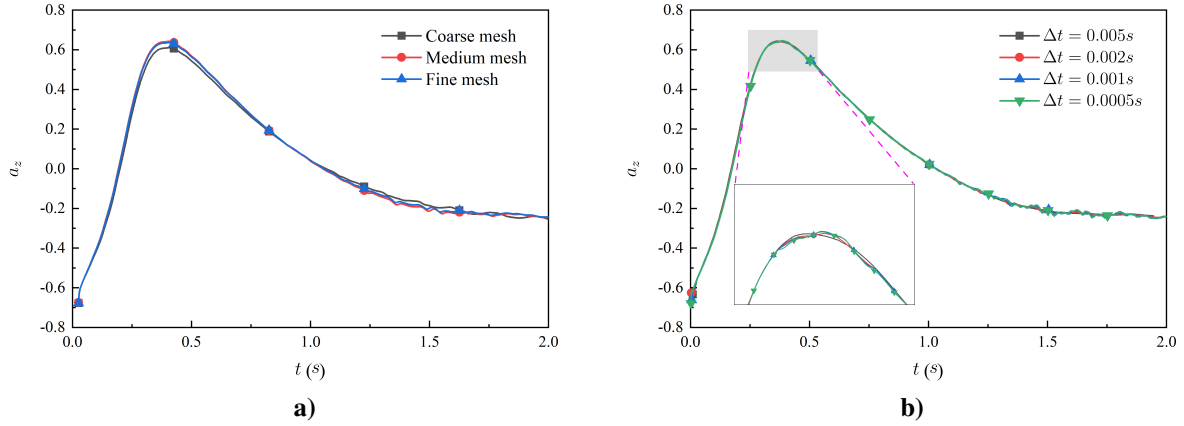 0.8
0.6
0.4
0.2
0.0
-0.2
-0.4
-0.6
-0.8
a_z
0.0 0.5 1.0 1.5 2.0
t (s)
Coarse mesh
Medium mesh
Fine mesh
a)
0.8
0.6
0.4
0.2
0.0
-0.2
-0.4
-0.6
-0.8
a_z
0.0 0.5 1.0 1.5 2.0
t (s)
Δt = 0.005s
Δt = 0.002s
Δt = 0.001s
Δt = 0.0005s
b)